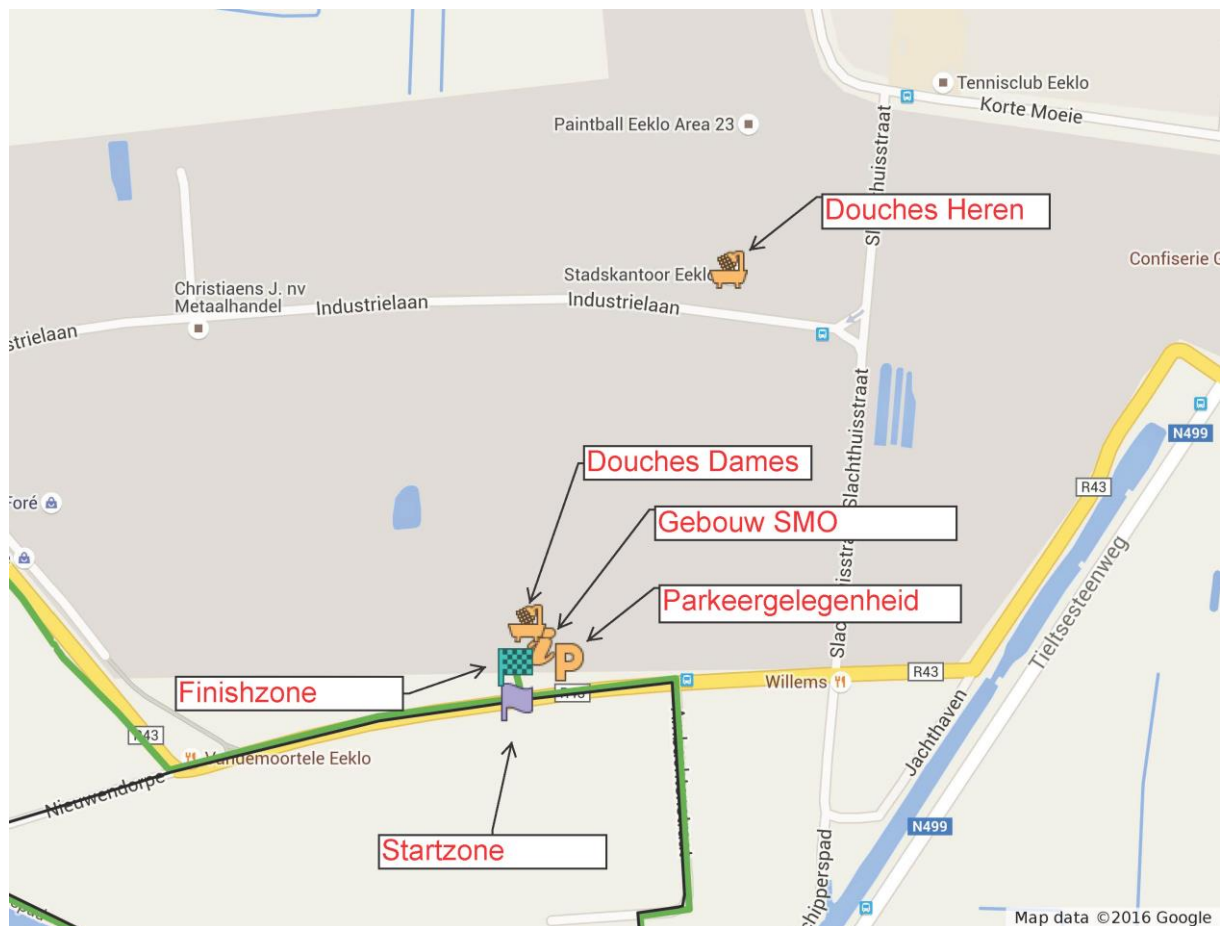 Tennisclub Eeklo
Korte Moeie
Paintball Eeklo Area 23
Douches Heren
Confiserie G
Stadskantoor Eeklo
Christiaens J. nv
Metaalhandel
Industrielaan
Industrielaan
strielaan
Slachthuisstraat
N499
Douches Dames
R43
Foré
Gebouw SMO
Tieltsesteenweg
Parkeergelegenheid
Finishzone
Willems
R43
R43
R43
Vandemoortele Eeklo
Jachthaven
Nieuwendorpe
Startzone
N499
chipperspad
Map data ©2016 Google